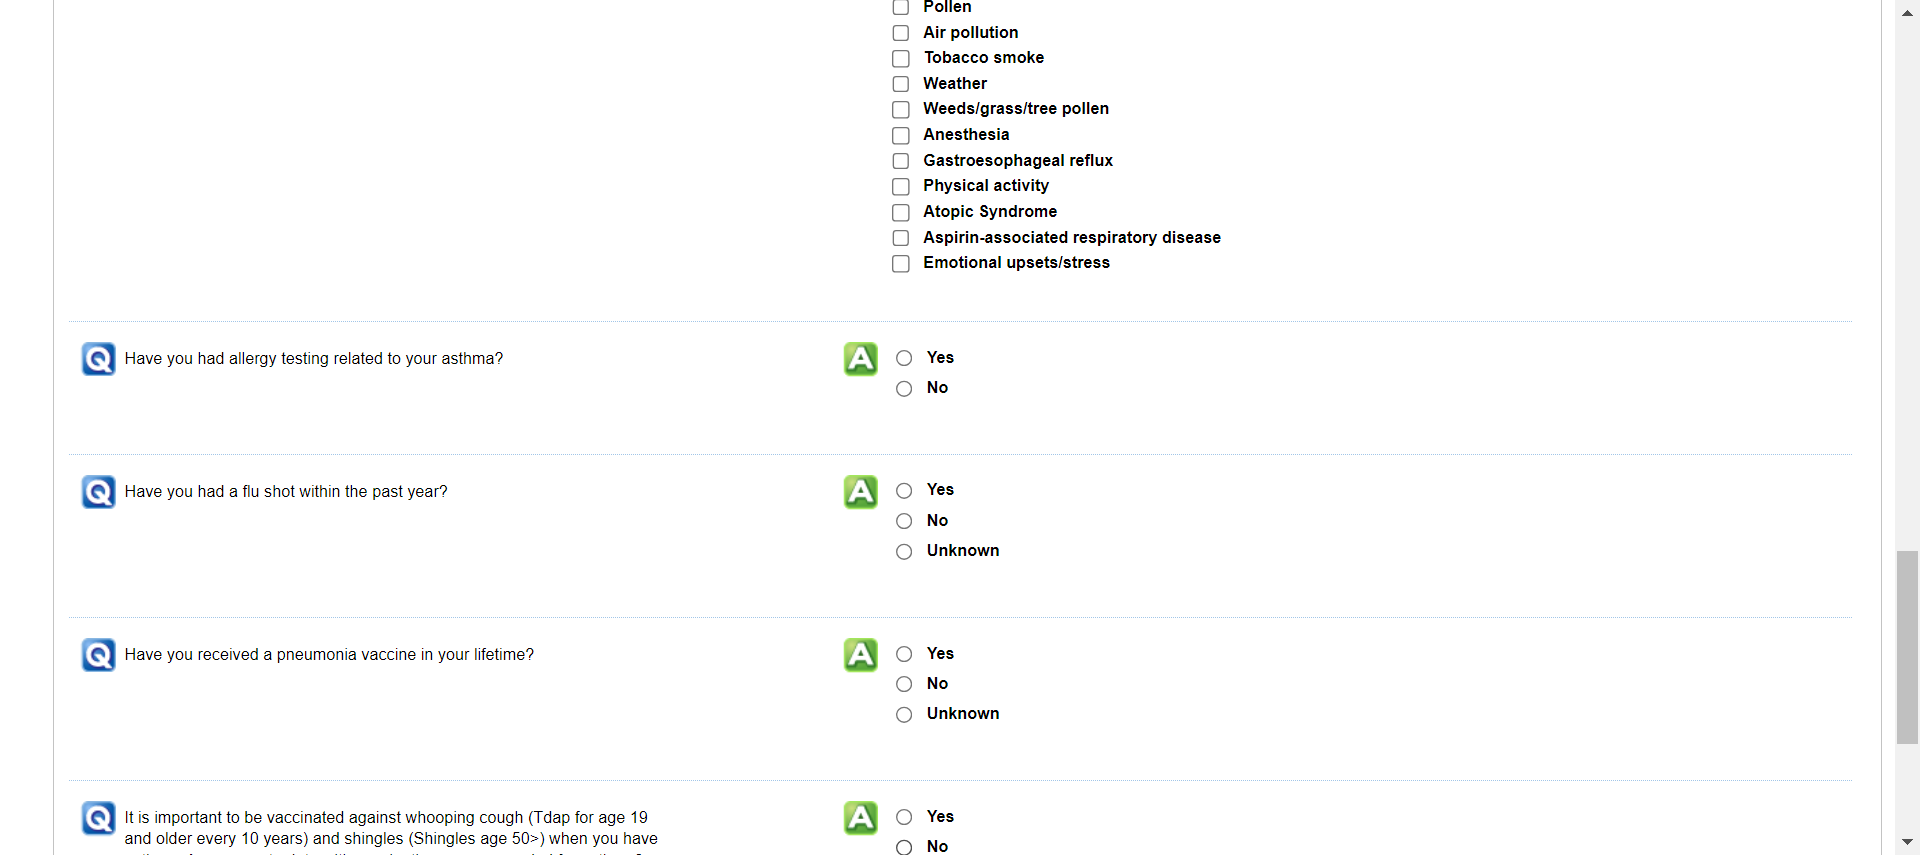 Pollen
Air pollution
Tobacco smoke
Weather
Weeds/grass/tree pollen
Anesthesia
Gastroesophageal reflux
Physical activity
Atopic Syndrome
Aspirin-associated respiratory disease
Emotional upsets/stress
Q Have you had allergy testing related to your asthma? A Yes
No
Q Have you had a flu shot within the past year? A Yes
No
Unknown
Q Have you received a pneumonia vaccine in your lifetime? A Yes
No
Unknown
Q It is important to be vaccinated against whooping cough (Tdap for age 19 A Yes
and older every 10 years) and shingles (Shingles age 50>) when you have
No